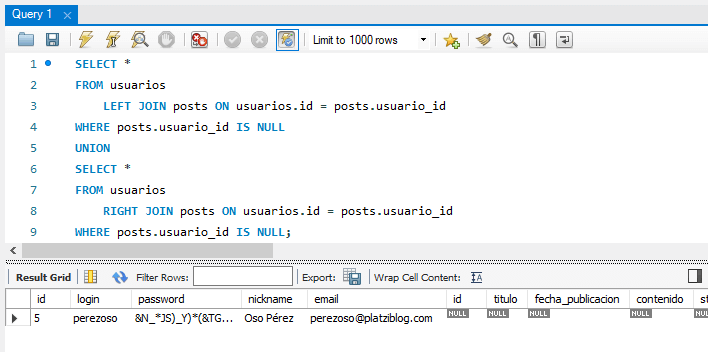 Query 1
Limit to 1000 rows
1 SELECT *
2 FROM usuarios
3 LEFT JOIN posts ON usuarios.id = posts.usuario_id
4 WHERE posts.usuario_id IS NULL
5 UNION
6 SELECT *
7 FROM usuarios
8 RIGHT JOIN posts ON usuarios.id = posts.usuario_id
9 WHERE posts.usuario_id IS NULL;
Result Grid Filter Rows: Export: Wrap Cell Content: IA
id login password nickname email id titulo fecha_publicacion contenido st
5 perezoso &N_*JS)_Y)*(&TG... Oso Pérez perezoso@platziblog.com NULL NULL NULL NULL NULL